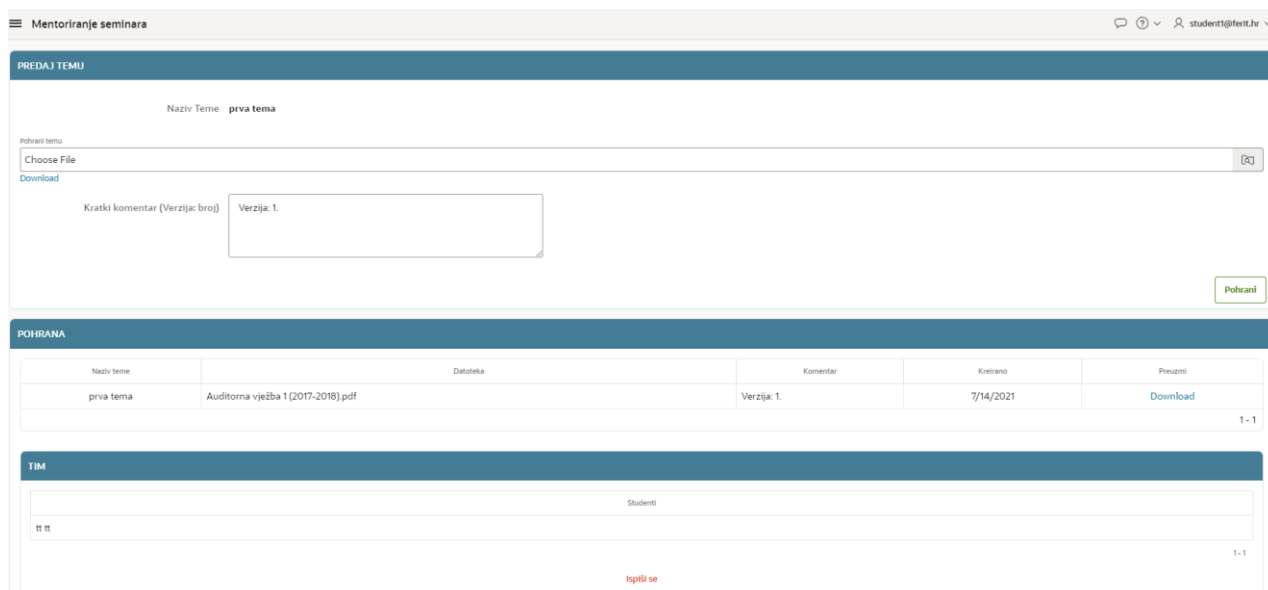 Mentoriranje seminara student1@ferit.hr
PREDAJ TEMU
Naziv Teme prva tema
Pohrani temu
Choose File
Download
Kratki komentar (Verzija: broj) Verzija: 1.
Pohrani
POHRANA
Naziv teme Datoteka Komentar Kreirano Preuzmi
prva tema Auditorna vježba 1 (2017-2018).pdf Verzija: 1. 7/14/2021 Download
1 - 1
TIM
Studenti
tt tt
1 - 1
Ispiši se